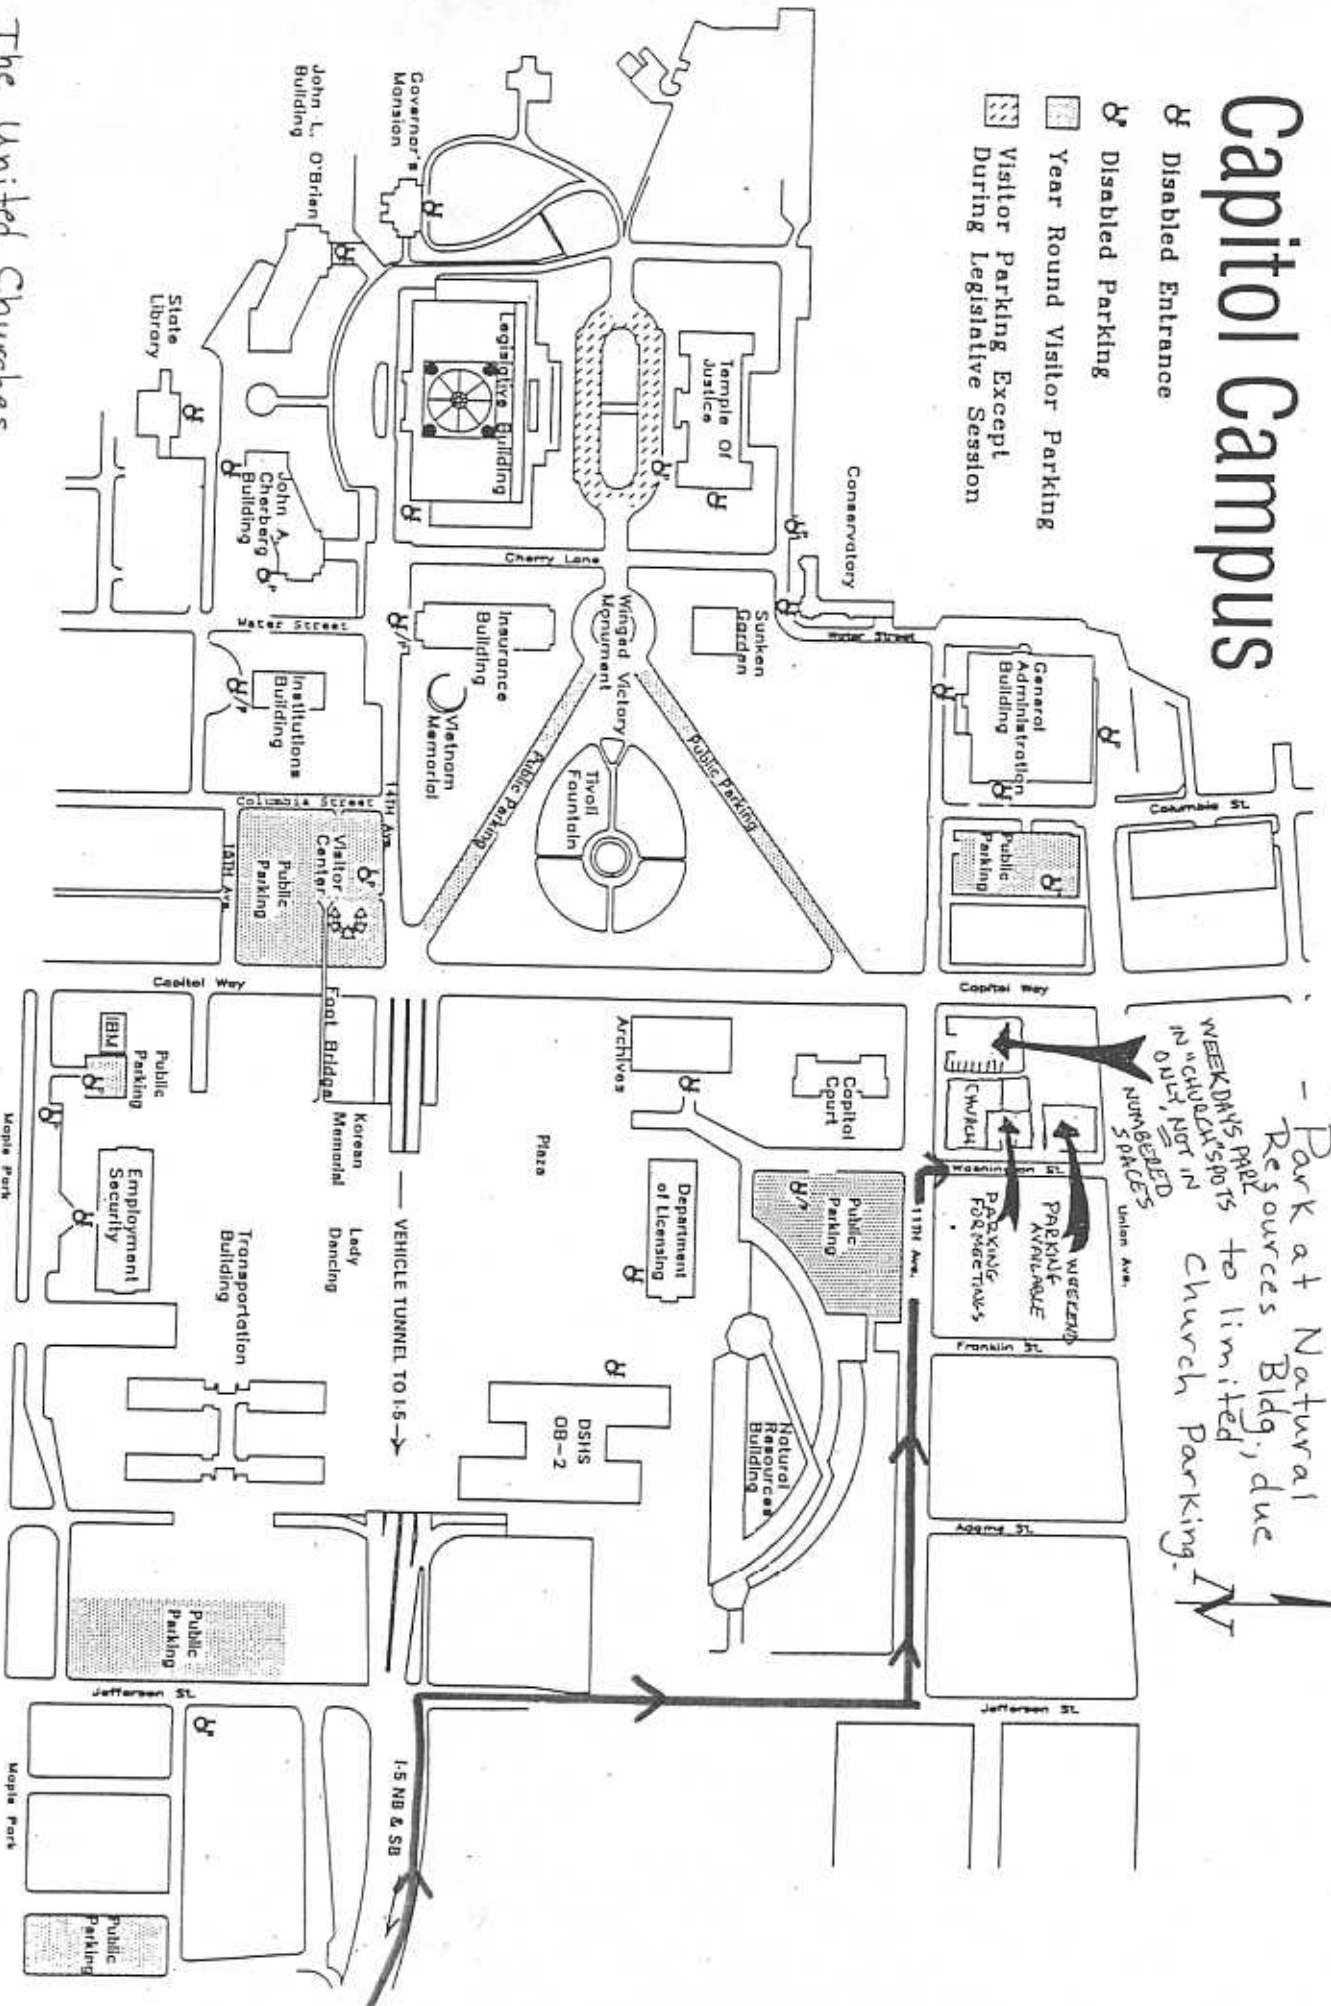 Capitol Campus
Disabled Entrance
Disabled Parking
Year Round Visitor Parking
Visitor Parking Except
During Legislative Session
- Park at Natural
Resources Bldg, due
to limited
Church Parking.
N
WEEKDAYS PARK
IN "CHURCH" SPOTS
ONLY, NOT IN
NUMBERED
SPACES
CHURCH
WEEKEND
PARKING
AVAILABLE
PARKING
FOR MEETINGS
The United Churches
Governor's
Mansion
John L. O'Brien
Building
State
Library
Legislative Building
Temple Of
Justice
John A.
Cherberg
Building
Conservatory
Cherry Lane
Water Street
Water Street
Sunken
Garden
Winged Victory
Monument
Insurance
Building
Vietnam
Memorial
Institutions
Building
General
Administration
Building
Columbia St.
Columbia Street
14TH Ave.
15TH Ave.
Public Parking
Public Parking
Tivoli
Fountain
Visitor
Center
Public
Parking
Public
Parking
Capitol Way
Capitol Way
Foot Bridge
IBM
Public
Parking
Archives
Capital
Court
Korean
Memorial
Plaza
Maple Park
Employment
Security
Lady
Dancing
Transportation
Building
VEHICLE TUNNEL TO I-5
Department
of Licensing
Public
Parking
11TH Ave.
Washington St.
Union Ave.
Franklin St.
DSHS
OB-2
Natural
Resources
Building
Adams St.
Public
Parking
Jefferson St.
Jefferson St.
I-5 NB & SB
Maple Park
Public
Parking